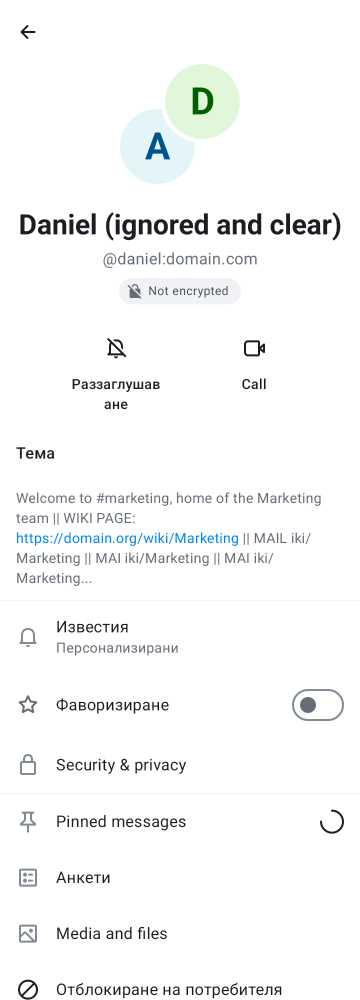 D
A
Daniel (ignored and clear)
@daniel:domain.com
Not encrypted
Раззаглушав
ане
Call
Тема
Welcome to #marketing, home of the Marketing
team || WIKI PAGE:
https://domain.org/wiki/Marketing || MAIL iki/
Marketing || MAI iki/Marketing || MAI iki/
Marketing...
Известия
Персонализирани
Фаворизиране
Security & privacy
Pinned messages
Анкети
Media and files
Отблокиране на потребителя